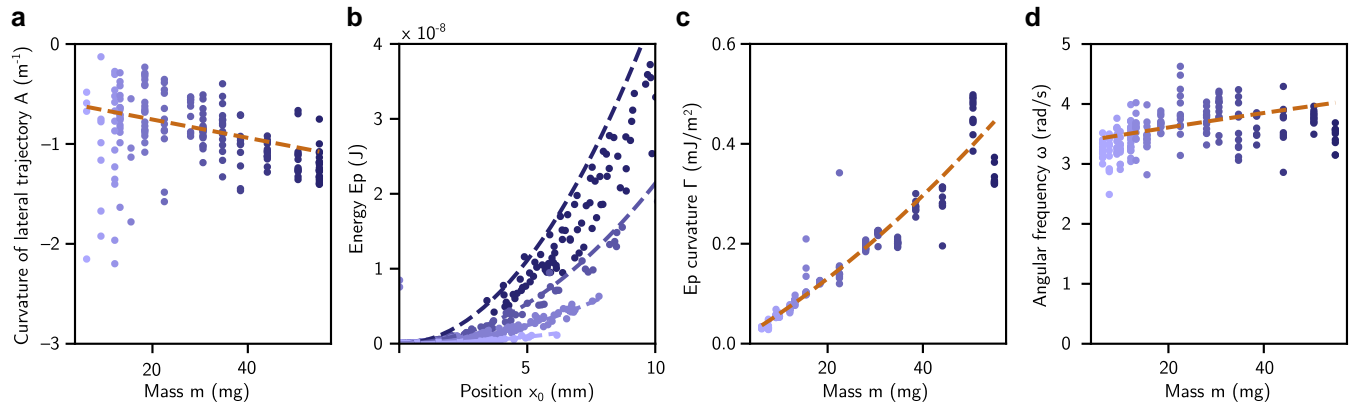 a
Curvature of lateral trajectory A (m⁻¹)
0
−1
−2
−3
20
40
Mass m (mg)
b
x 10⁻⁸
Energy Ep (J)
4
3
2
1
0
5
10
Position x₀ (mm)
c
Ep curvature Γ (mJ/m²)
0.6
0.4
0.2
0
20
40
Mass m (mg)
d
Angular frequency ω (rad/s)
5
4
3
2
1
0
20
40
Mass m (mg)